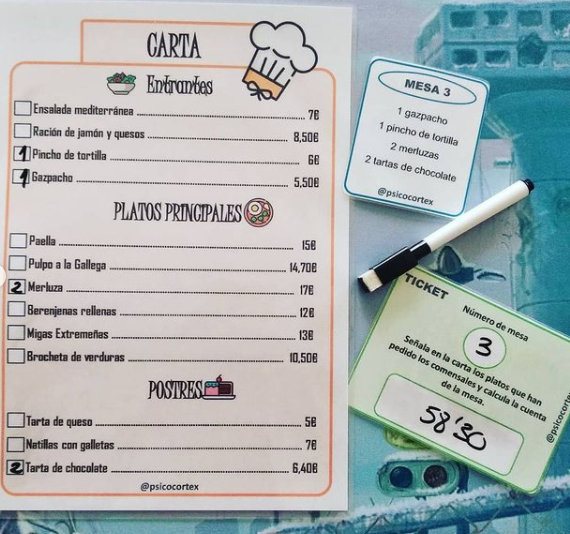 CARTA
Entrantes
Ensalada mediterránea 7€
Ración de jamón y quesos 8,50€
1 Pincho de tortilla 6€
1 Gazpacho 5,50€
PLATOS PRINCIPALES
Paella 15€
Pulpo a la Gallega 14,70€
2 Merluza 17€
Berenjenas rellenas 12€
Migas Extremeñas 13€
Brocheta de verduras 10,50€
POSTRES
Tarta de queso 5€
Natillas con galletas 7€
2 Tarta de chocolate 6,40€
@psicocortex
MESA 3
1 gazpacho
1 pincho de tortilla
2 merluzas
2 tartas de chocolate
@psicocortex
TICKET
Número de mesa
3
Señala en la carta los platos que han
pedido los comensales y calcula la cuenta
de la mesa.
58'30
@psicocortex